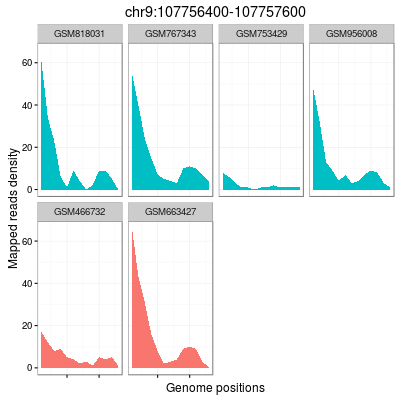 chr9:107756400-107757600
GSM818031 GSM767343 GSM753429 GSM956008
60
40
20
0
GSM466732 GSM663427
60
40
20
0
Mapped reads density
Genome positions